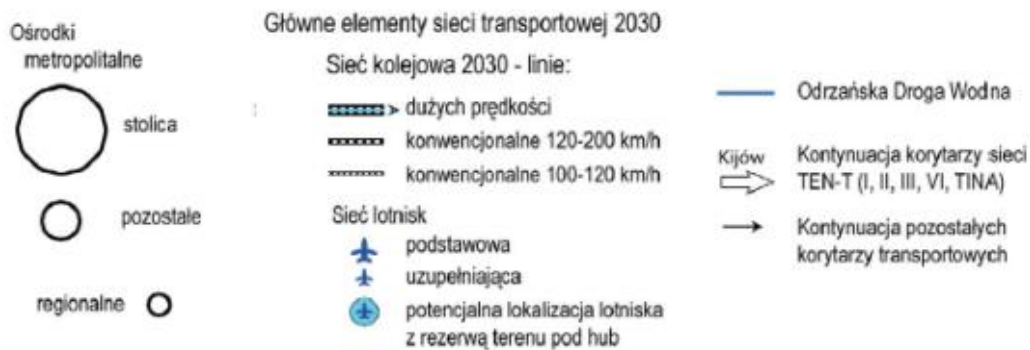 Główne elementy sieci transportowej 2030
Ośrodki
metropolitalne
stolica
pozostałe
regionalne
Sieć kolejowa 2030 - linie:
dużych prędkości
konwencjonalne 120-200 km/h
konwencjonalne 100-120 km/h
Sieć lotnisk
podstawowa
uzupełniająca
potencjalna lokalizacja lotniska
z rezerwą terenu pod hub
Odrzańska Droga Wodna
Kijów
Kontynuacja korytarzy sieci
TEN-T (I, II, III, VI, TINA)
Kontynuacja pozostałych
korytarzy transportowych